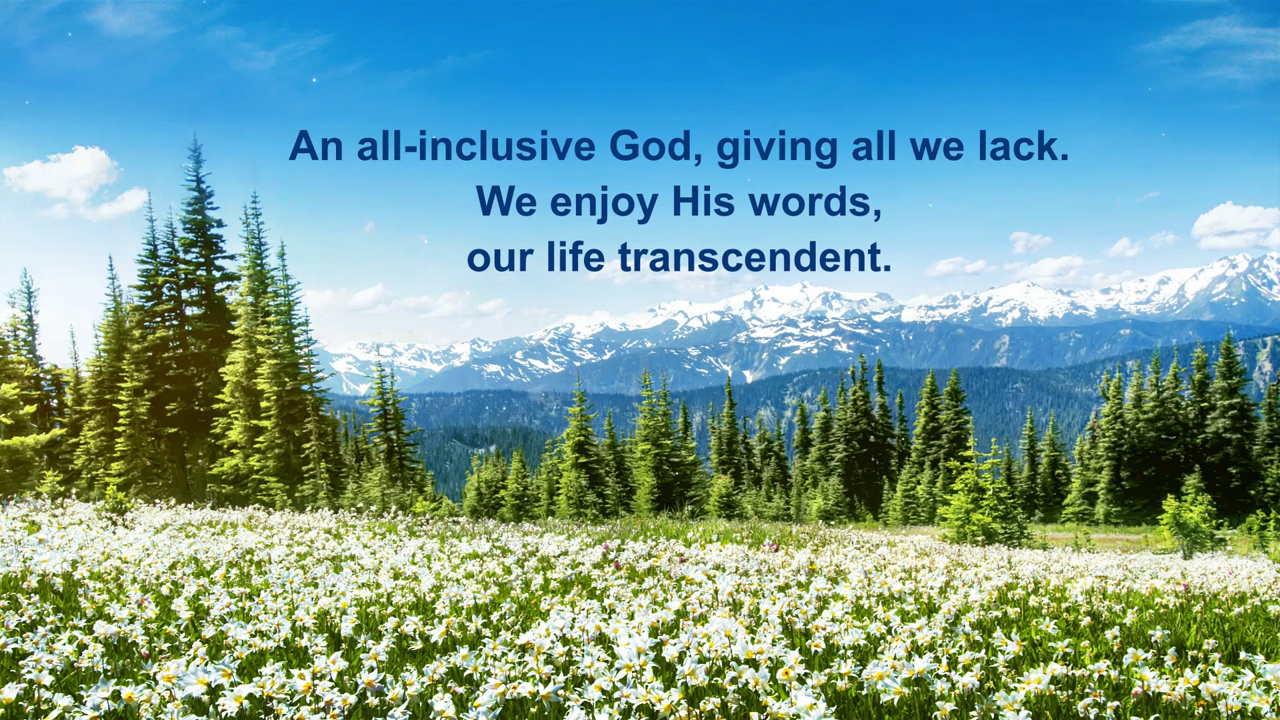 An all-inclusive God, giving all we lack.
We enjoy His words,
our life transcendent.